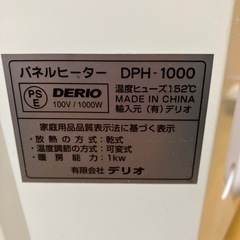 パネルヒーター DPH-1000
PS
E
DERIO
100V / 1000W
温度ヒューズ152℃
MADE IN CHINA
輸入元(有)デリオ
家庭用品品質表示法に基づく表示
・放熱の方式：乾式
・温度調節の方式：可変式
・暖房能力：1kw
有限会社 デリオ